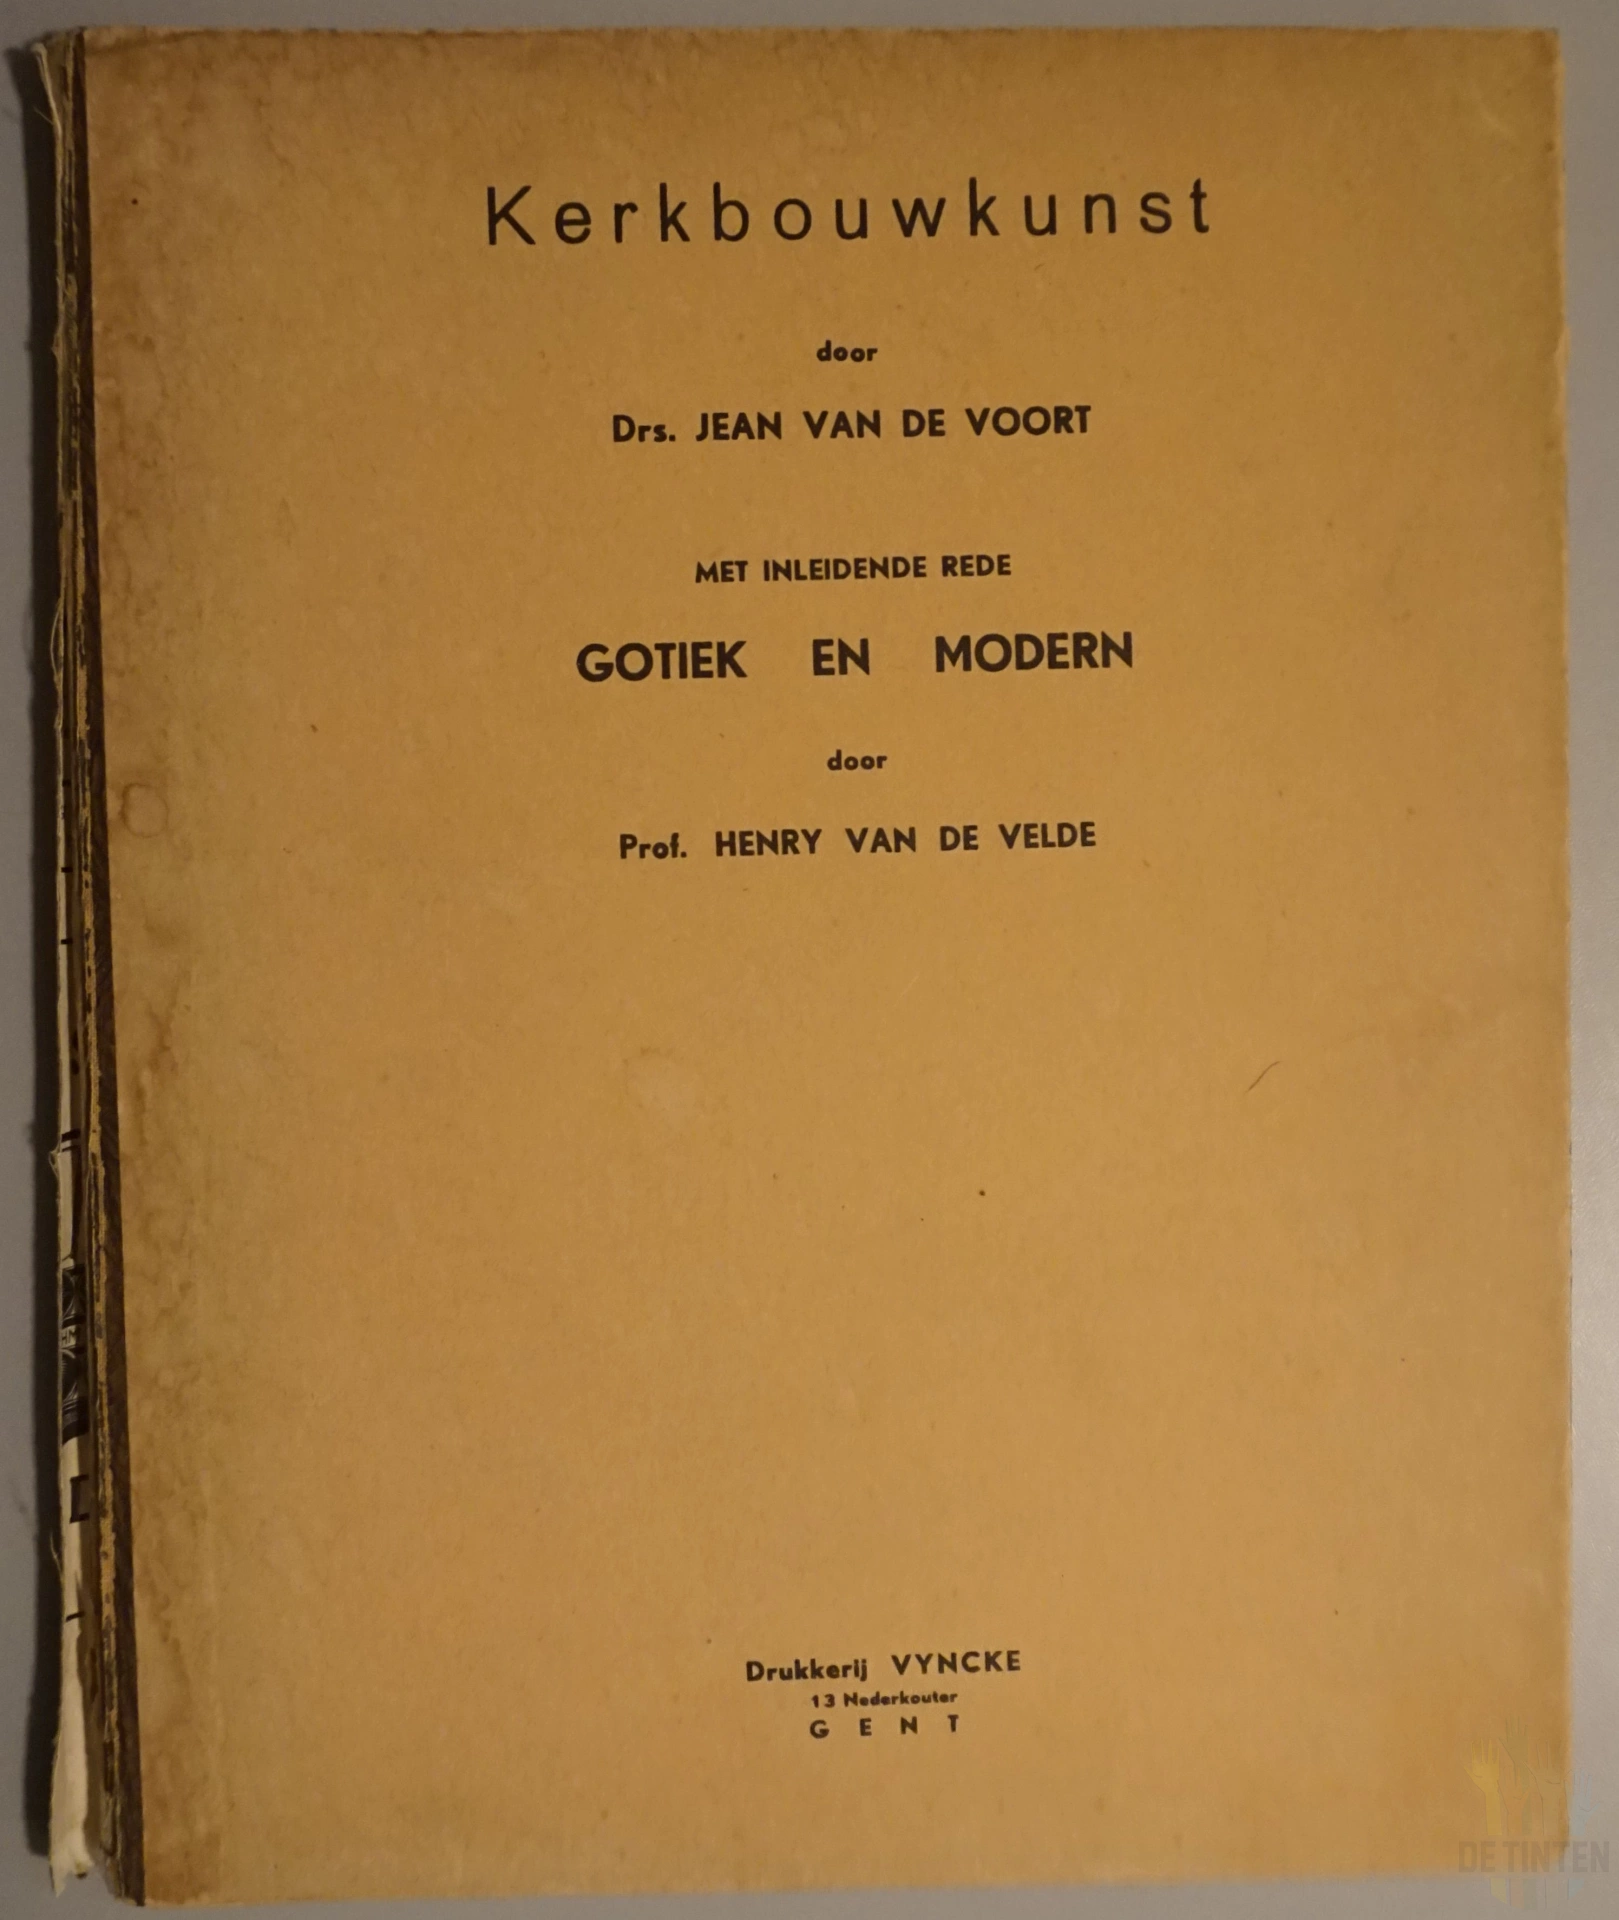 Kerkbouwkunst
door
Drs. JEAN VAN DE VOORT
MET INLEIDENDE REDE
GOTIEK EN MODERN
door
Prof. HENRY VAN DE VELDE
Drukkerij VYNCKE
13 Nederkouter
GENT
DE TINTEN